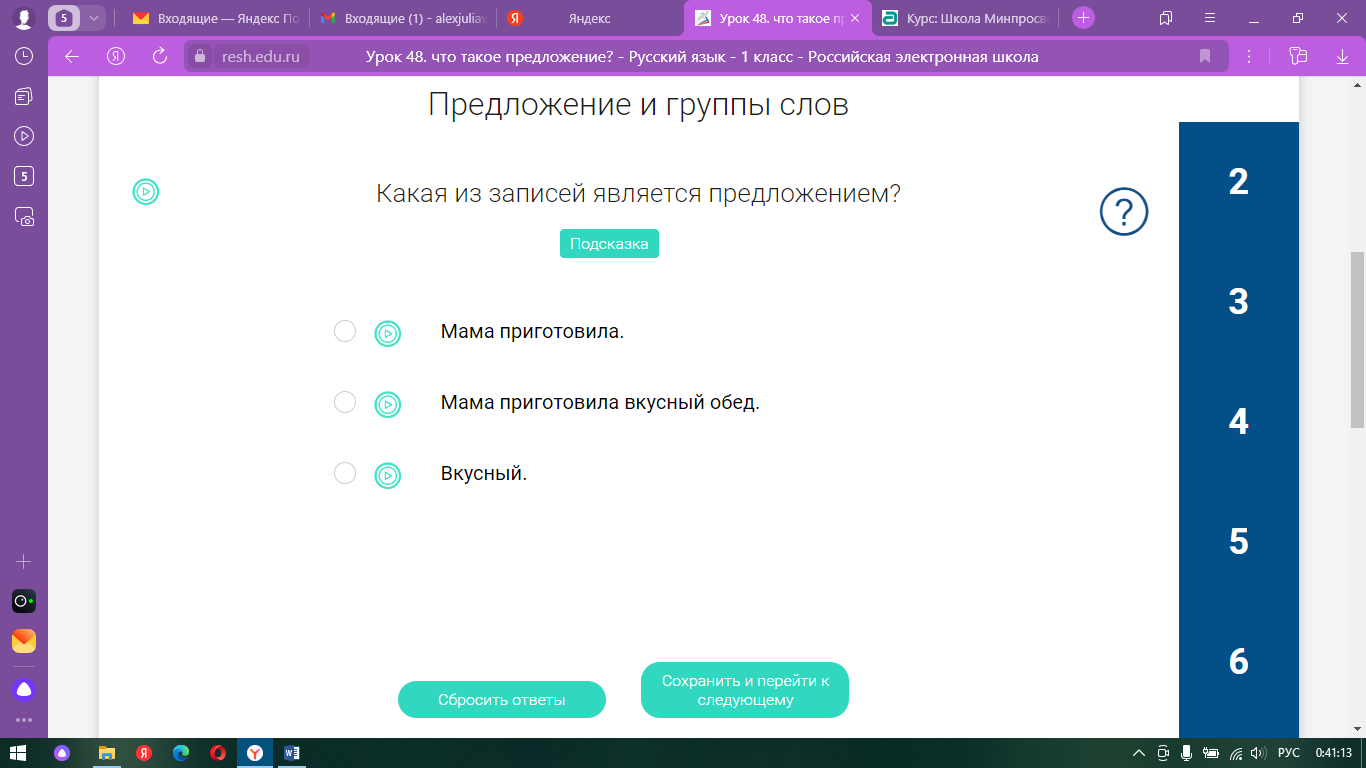 5
Входящие — Яндекс По
Входящие (1) - alexjuliav
Я
Яндекс
Урок 48. что такое пр
Курс: Школа Минпросв
Я
resh.edu.ru
Урок 48. что такое предложение? - Русский язык - 1 класс - Российская электронная школа
5
Предложение и группы слов
Какая из записей является предложением?
?
Подсказка
Мама приготовила.
Мама приготовила вкусный обед.
Вкусный.
2
3
4
5
6
Сбросить ответы
Сохранить и перейти к
следующему
РУС
0:41:13